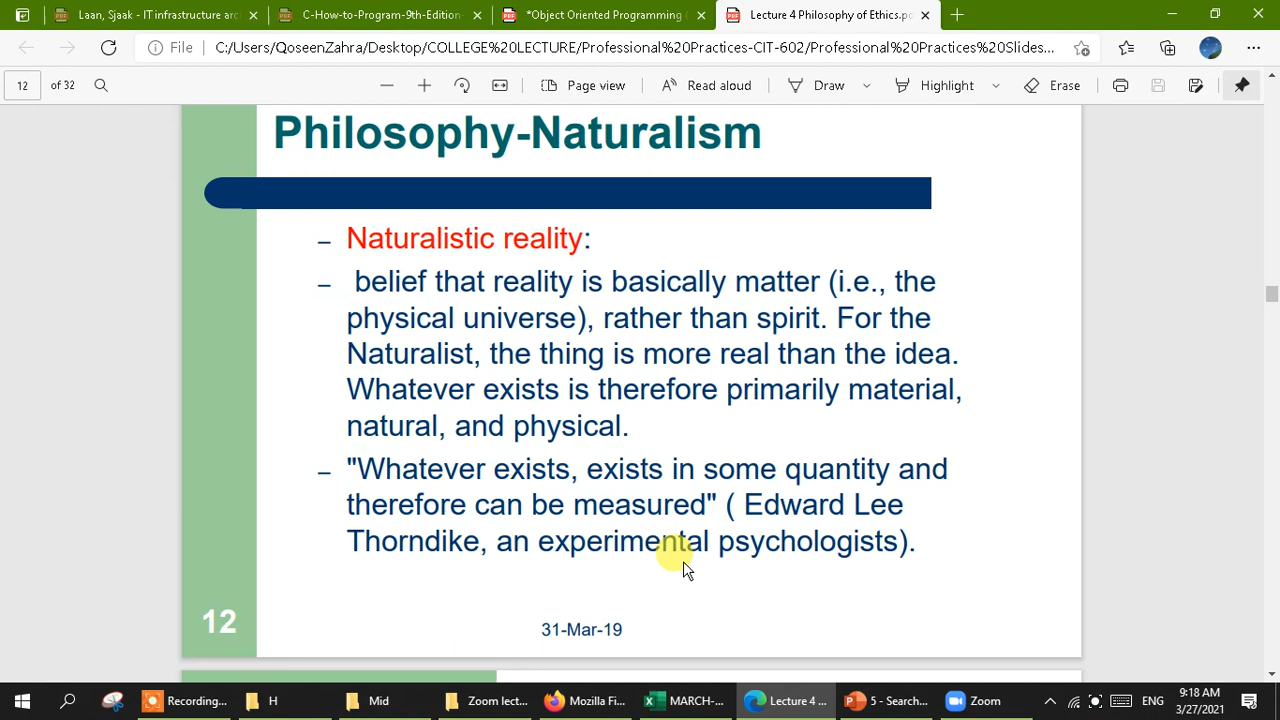 Laan, Sjaak - IT infrastructure arc
C-How-to-Program-9th-Edition-
*Object Oriented Programming (
Lecture 4 Philosophy of Ethics.pd
File
C:/Users/QoseenZahra/Desktop/COLLEGE%20LECTURE/Professional%20Practices-CIT-602/Professional%20Practices%20Slides...
12 of 32
Page view
Read aloud
Draw
Highlight
Erase
Philosophy-Naturalism
– Naturalistic reality:
– belief that reality is basically matter (i.e., the
physical universe), rather than spirit. For the
Naturalist, the thing is more real than the idea.
Whatever exists is therefore primarily material,
natural, and physical.
– "Whatever exists, exists in some quantity and
therefore can be measured" ( Edward Lee
Thorndike, an experimental psychologists).
12
31-Mar-19
Recording...
H
Mid
Zoom lect...
Mozilla Fi...
MARCH-...
Lecture 4 ...
5 - Search...
Zoom
ENG
9:18 AM
3/27/2021